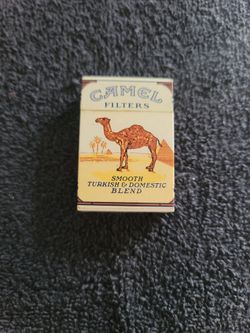 CAMEL
FILTERS
SMOOTH
TURKISH & DOMESTIC
BLEND